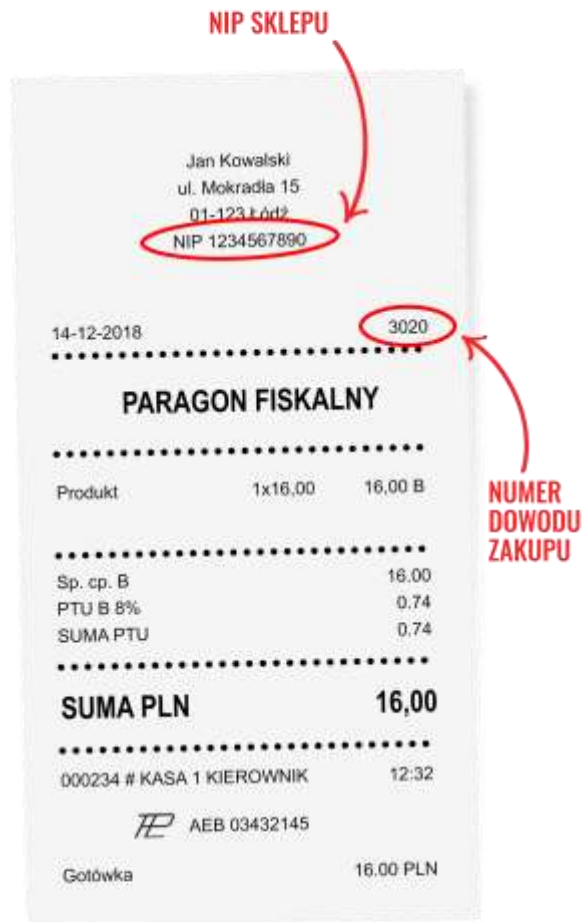 NIP SKLEPU
Jan Kowalski
ul. Mokradła 15
01-123 Łódź
NIP 1234567890
14-12-2018 3020
PARAGON FISKALNY
Produkt 1x16,00 16,00 B
NUMER
DOWODU
ZAKUPU
Sp. cp. B 16.00
PTU B 8% 0.74
SUMA PTU 0.74
SUMA PLN 16,00
000234 # KASA 1 KIEROWNIK 12:32
AEB 03432145
Gotówka 16.00 PLN